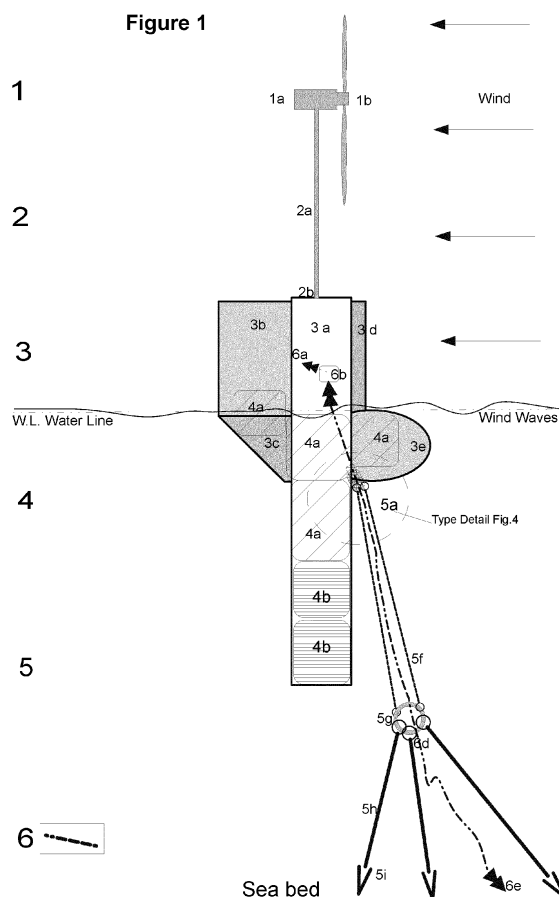 Figure 1
1
1a
1b
Wind
2
2a
2b
3b
3 a
3 d
3
6a
6b
4a
W.L. Water Line
Wind Waves
3c
4a
4a
3e
4
5a
Type Detail Fig.4
4a
4b
4b
5
5f
5g
6d
5h
6
5i
6e
Sea bed